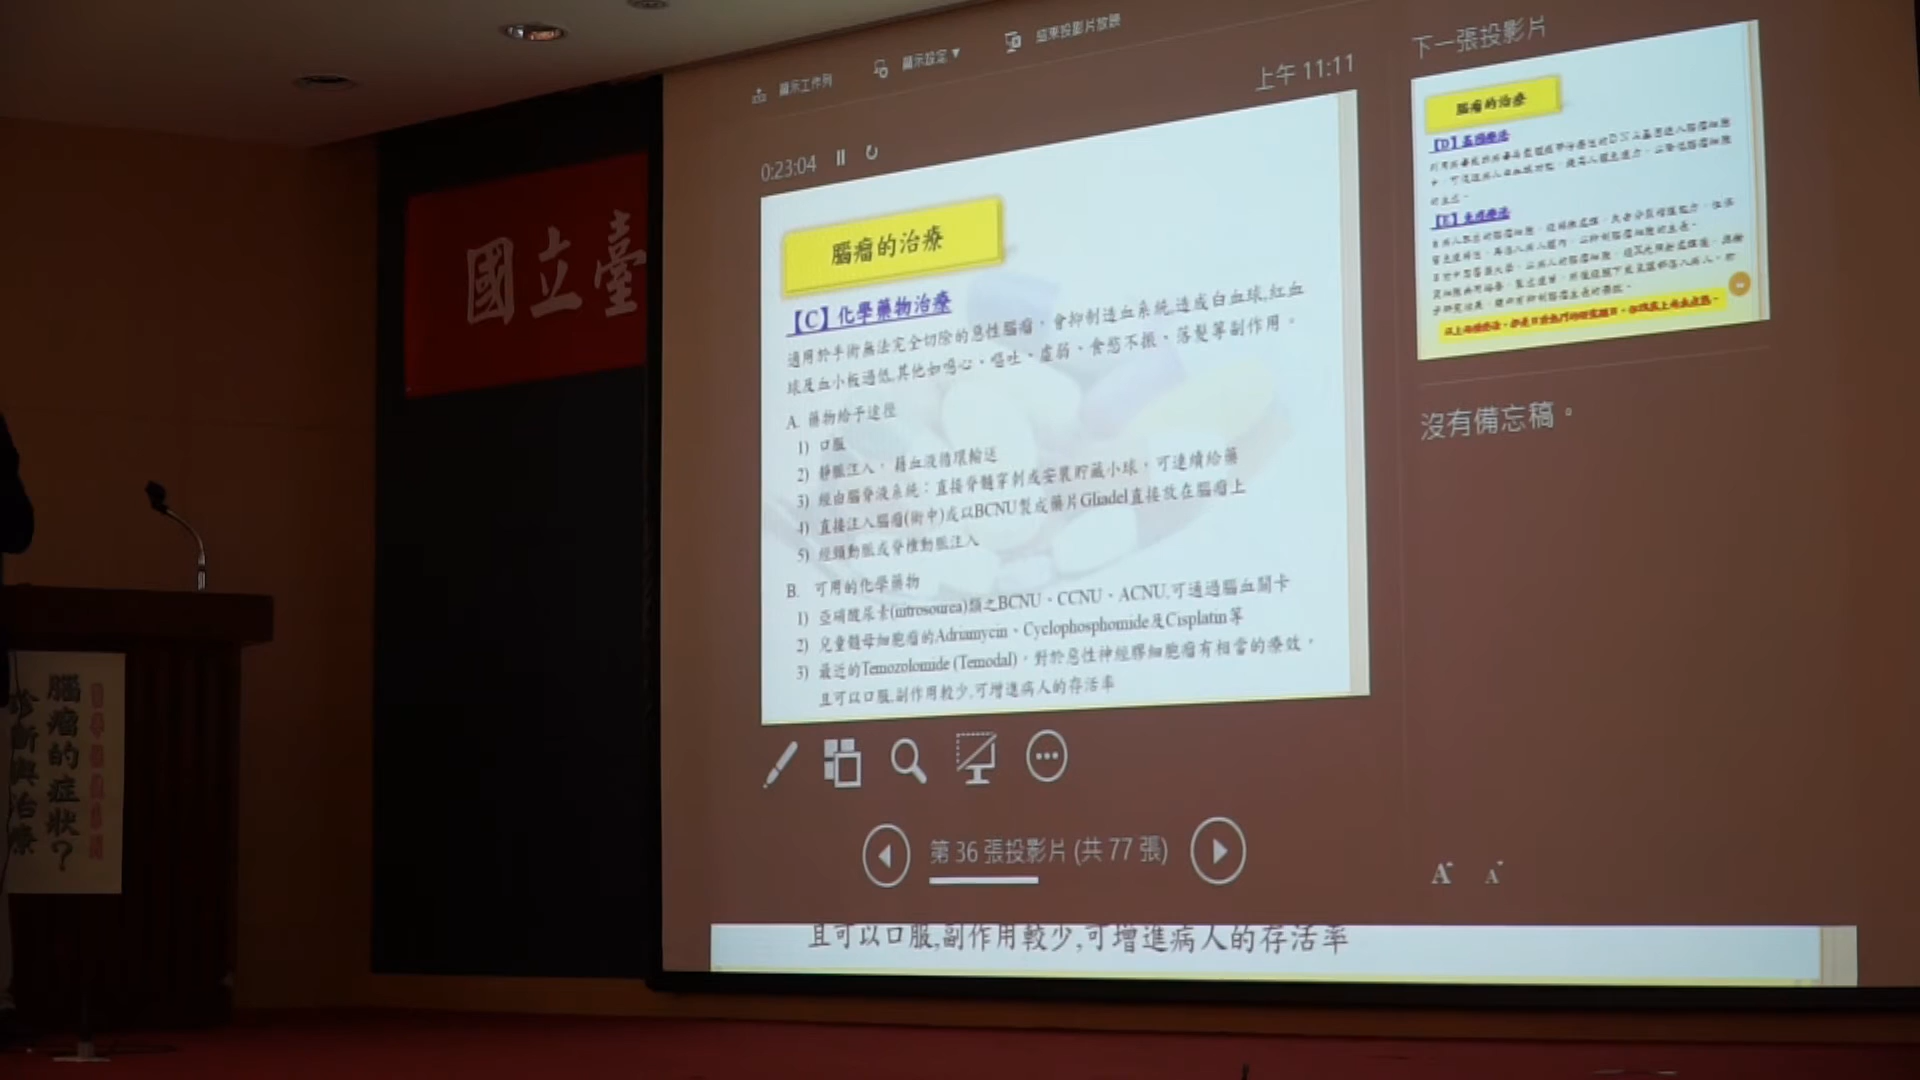 顯示工作列
顯示設定 ▼
結束投影片放映
上午 11:11
0:23:04
腦瘤的治療
【C】化學藥物治療
適用於手術無法完全切除的惡性腦瘤，會抑制造血系統,造成白血球,紅血
球及血小板過低,其他如噁心、嘔吐、虛弱、食慾不振、落髮等副作用。
A. 藥物給予途徑
1) 口服
2) 靜脈注入，藉血液循環輸送
3) 經由腦脊液系統：直接脊髓穿刺或安裝貯藏小球，可連續給藥
4) 直接注入腦瘤(術中)或以BCNU製成藥片Gliadel直接放在腦瘤上
5) 經頸動脈或脊椎動脈注入
B. 可用的化學藥物
1) 亞硝酸尿素(nitrosourea)類之BCNU、CCNU、ACNU,可通過腦血關卡
2) 兒童髓母細胞瘤的Adriamycin、Cyclophosphomide及Cisplatin等
3) 最近的Temozolomide (Temodal)，對於惡性神經膠細胞瘤有相當的療效，
且可以口服,副作用較少,可增進病人的存活率
第 36 張投影片 (共 77 張)
且可以口服,副作用較少,可增進病人的存活率
下一張投影片
腦瘤的治療
【D】基因療法
【E】免疫療法
沒有備忘稿。
A A
國立臺
腦瘤的症狀？
診斷與治療